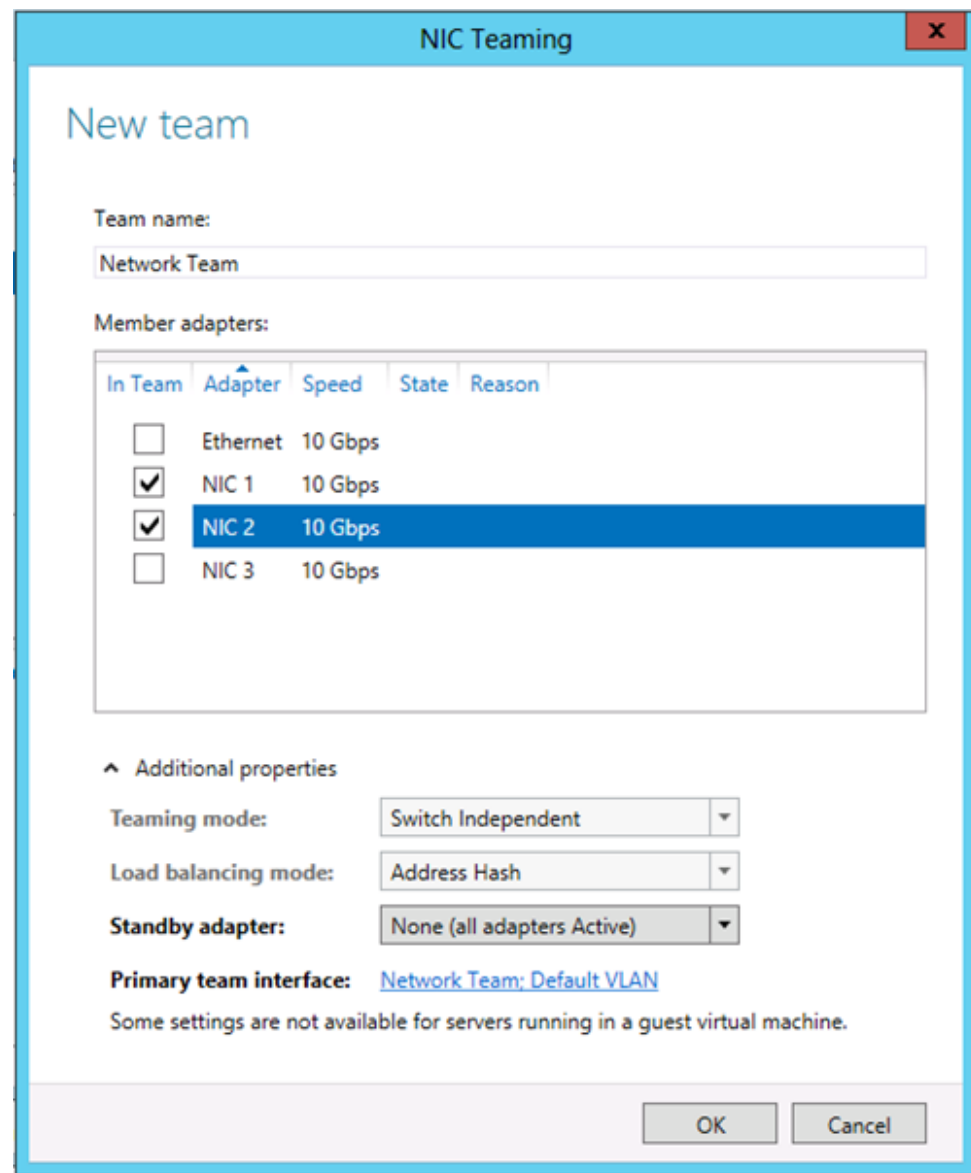 NIC Teaming
x
New team
Team name:
Network Team
Member adapters:
In Team Adapter Speed State Reason
Ethernet 10 Gbps
NIC 1 10 Gbps
NIC 2 10 Gbps
NIC 3 10 Gbps
Additional properties
Teaming mode: Switch Independent
Load balancing mode: Address Hash
Standby adapter: None (all adapters Active)
Primary team interface: Network Team; Default VLAN
Some settings are not available for servers running in a guest virtual machine.
OK Cancel